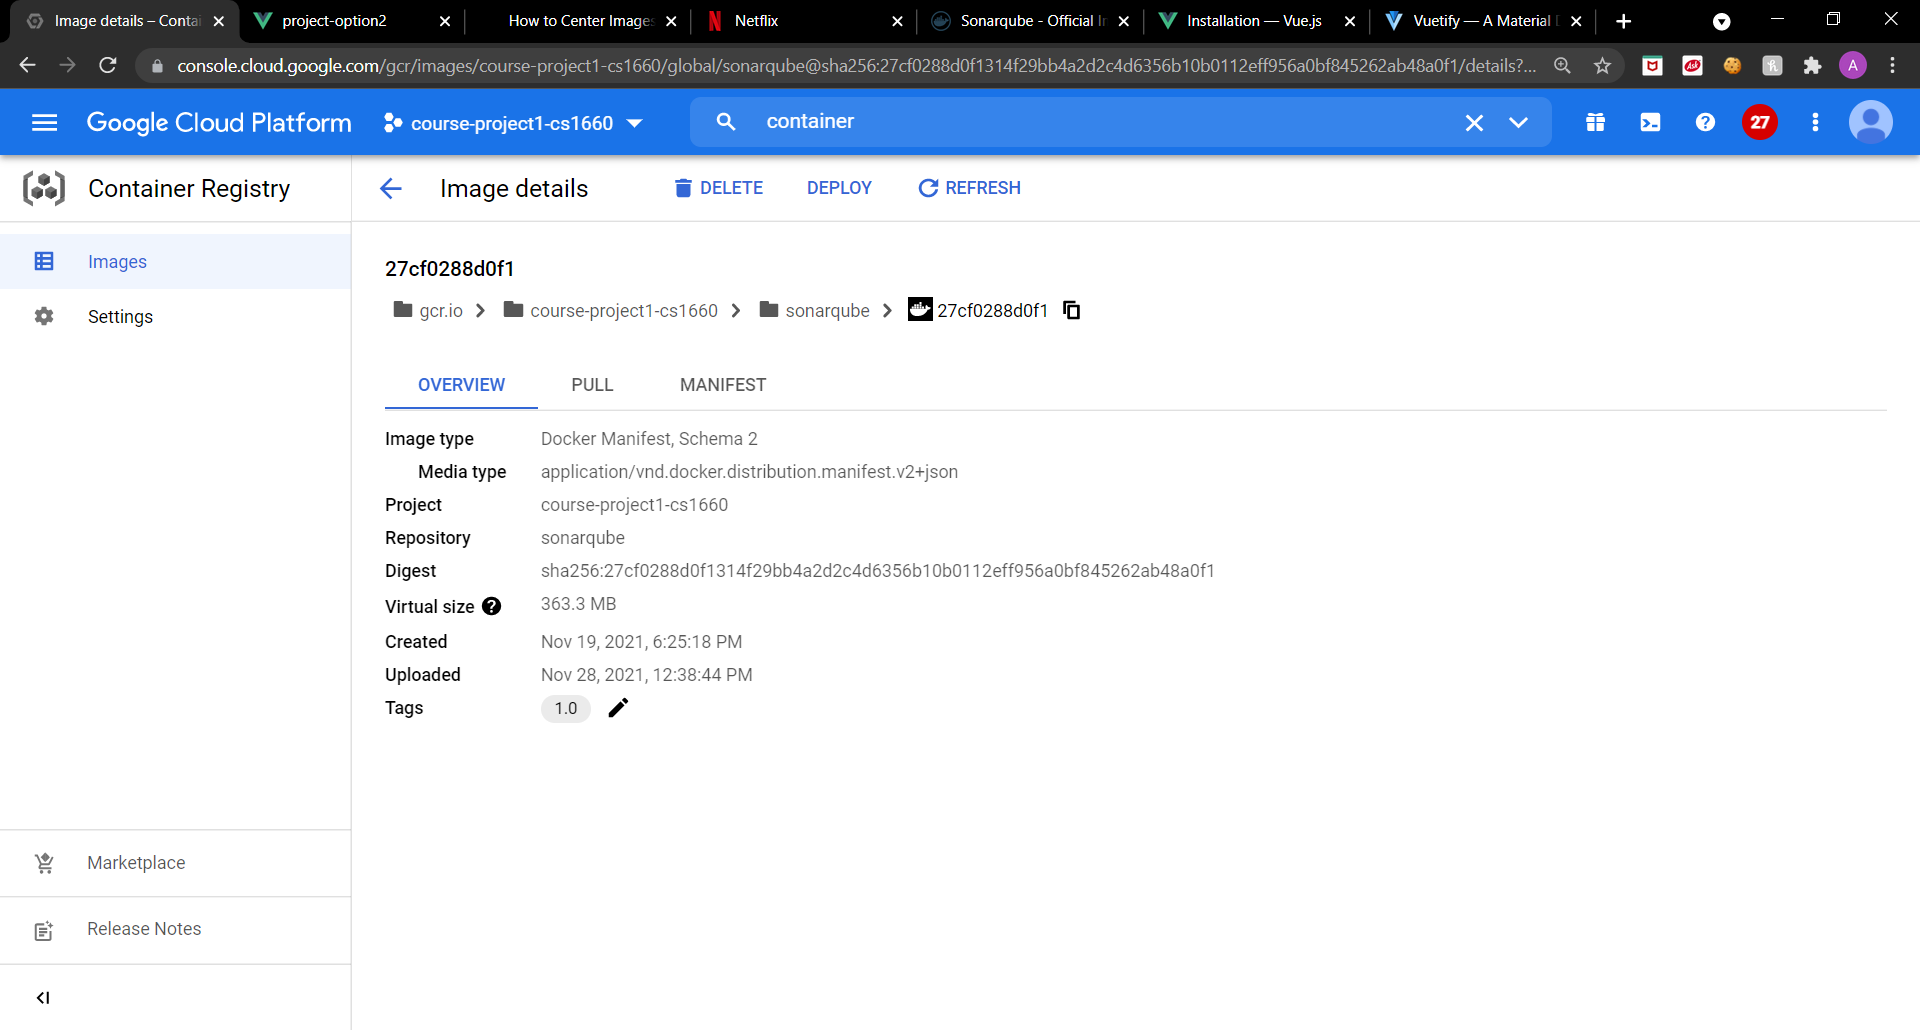 Image details – Contai
project-option2
How to Center Images
Netflix
Sonarqube - Official I
Installation — Vue.js
Vuetify — A Material D
console.cloud.google.com/gcr/images/course-project1-cs1660/global/sonarqube@sha256:27cf0288d0f1314f29bb4a2d2c4d6356b10b0112eff956a0bf845262ab48a0f1/details?...
Ask
A
Google Cloud Platform
course-project1-cs1660
container
27
Container Registry
Image details
DELETE
DEPLOY
REFRESH
Images
Settings
27cf0288d0f1
gcr.io
course-project1-cs1660
sonarqube
27cf0288d0f1
OVERVIEW
PULL
MANIFEST
Image type Docker Manifest, Schema 2
Media type application/vnd.docker.distribution.manifest.v2+json
Project course-project1-cs1660
Repository sonarqube
Digest sha256:27cf0288d0f1314f29bb4a2d2c4d6356b10b0112eff956a0bf845262ab48a0f1
Virtual size 363.3 MB
Created Nov 19, 2021, 6:25:18 PM
Uploaded Nov 28, 2021, 12:38:44 PM
Tags 1.0
Marketplace
Release Notes